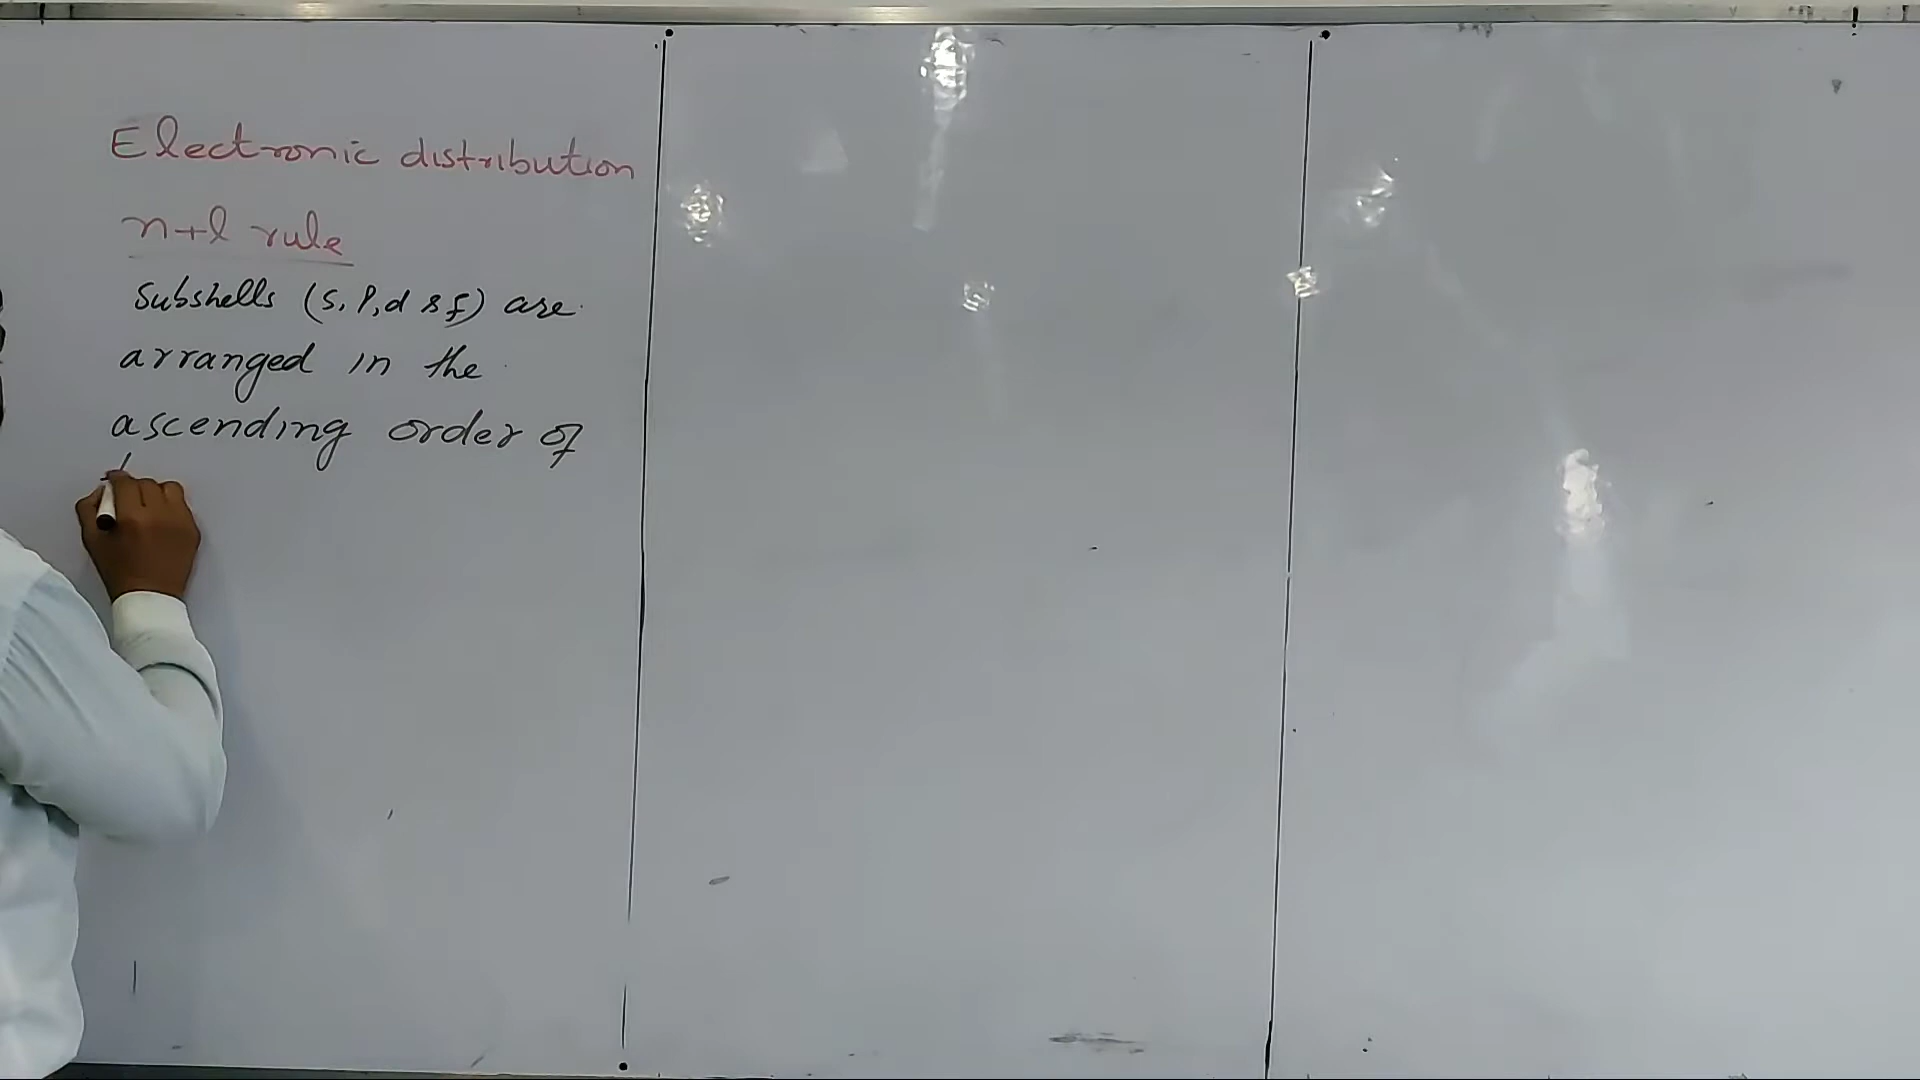 Electronic distribution
n+l rule
Subshells (s, p, d & f) are
arranged in the
ascending order of